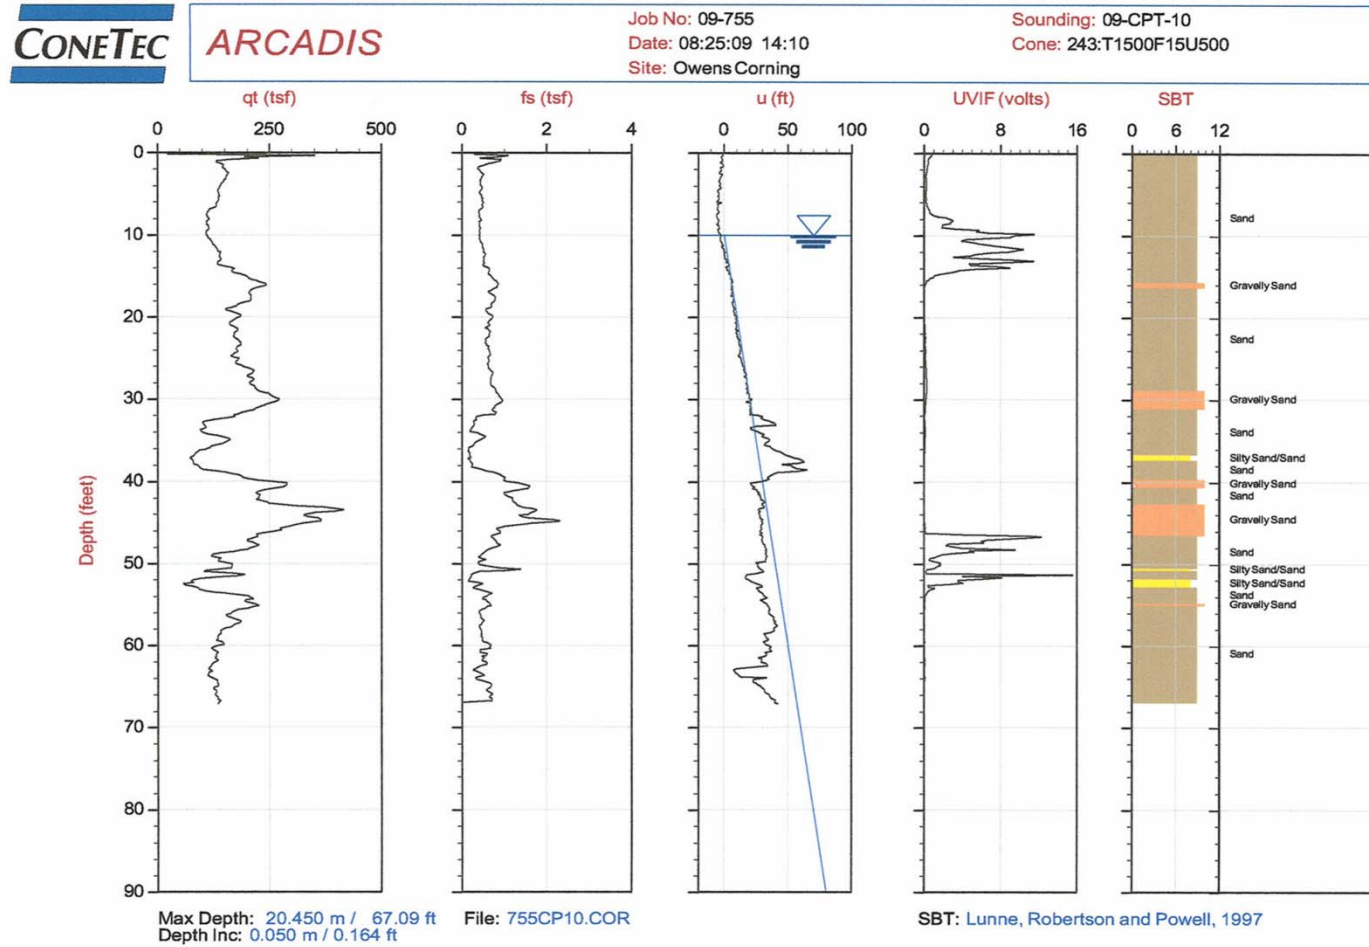 CONETEC
ARCADIS
Job No: 09-755
Date: 08:25:09 14:10
Site: Owens Corning
Sounding: 09-CPT-10
Cone: 243:T1500F15U500
qt (tsf)
fs (tsf)
u (ft)
UVIF (volts)
SBT
0 250 500
0 2 4
0 50 100
0 8 16
0 6 12
0
10
20
30
40
50
60
70
80
90
Depth (feet)
Sand
Gravelly Sand
Sand
Gravelly Sand
Sand
Silty Sand/Sand
Sand
Gravelly Sand
Sand
Gravelly Sand
Sand
Silty Sand/Sand
Silty Sand/Sand
Sand
Gravelly Sand
Sand
Max Depth: 20.450 m / 67.09 ft
Depth Inc: 0.050 m / 0.164 ft
File: 755CP10.COR
SBT: Lunne, Robertson and Powell, 1997